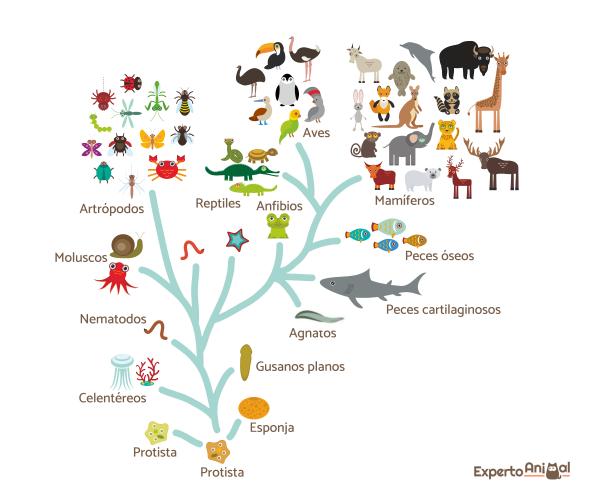 Aves
Artrópodos
Reptiles
Anfibios
Mamíferos
Moluscos
Peces óseos
Peces cartilaginosos
Nematodos
Agnatos
Gusanos planos
Celentéreos
Esponja
Protista
Protista
ExpertoAnimal